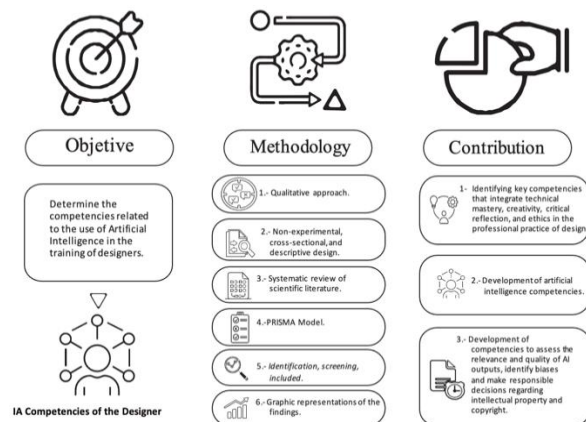 Objetive
Determine the
competencies related
to the use of Artificial
Intelligence in the
training of designers.
IA Competencies of the Designer
Methodology
1.- Qualitative approach.
2.- Non-experimental,
cross-sectional, and
descriptive design.
3.- Systematic review of
scientific literature.
4.-PRISMA Model.
5.- Identification, screening,
included.
6.- Graphic representations of the
findings.
Contribution
1- Identifying key competencies
that integrate technical
mastery, creativity, critical
reflection, and ethics in the
professional practice of design
2.- Development of artificial
intelligence competencies.
3.- Development of
competencies to assess the
relevance and quality of AI
outputs, identify biases
and make responsible
decisions regarding
intellectual property and
copyright.